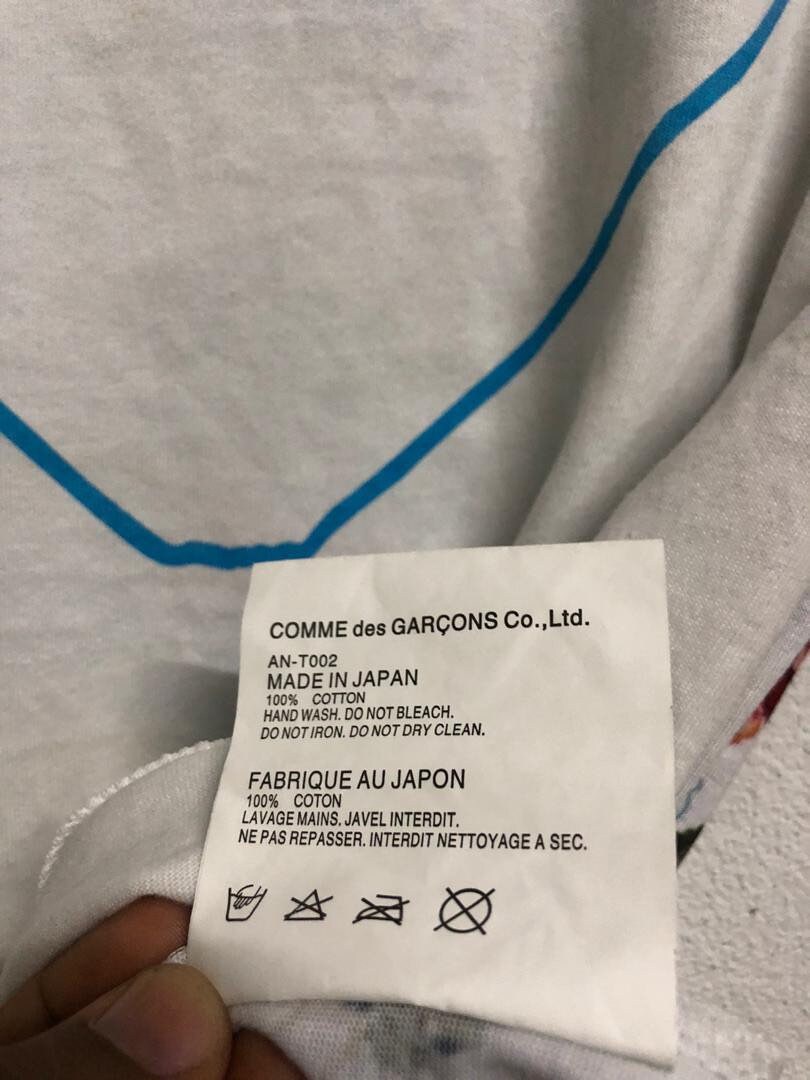 COMME des GARÇONS Co.,Ltd.
AN-T002
MADE IN JAPAN
100% COTTON
HAND WASH. DO NOT BLEACH.
DO NOT IRON. DO NOT DRY CLEAN.
FABRIQUE AU JAPON
100% COTON
LAVAGE MAINS. JAVEL INTERDIT.
NE PAS REPASSER. INTERDIT NETTOYAGE A SEC.